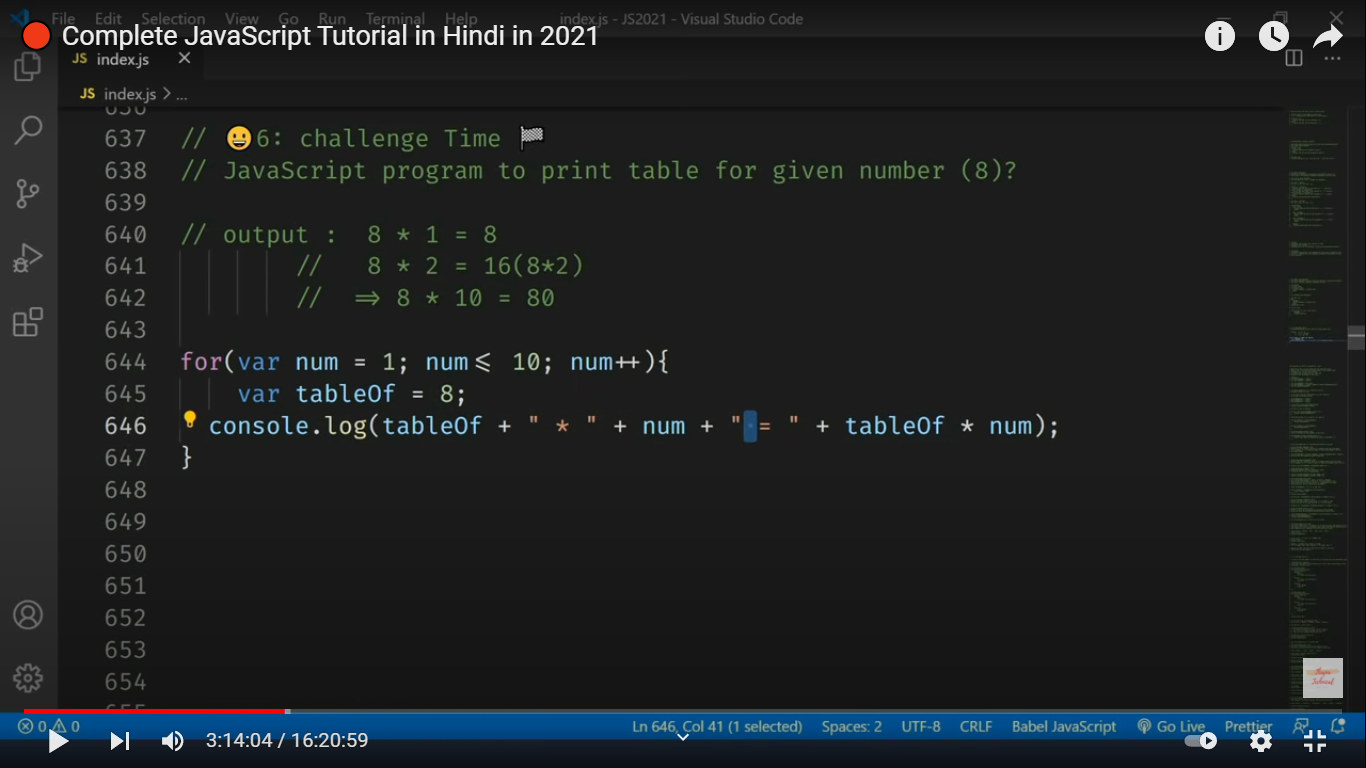 File Edit Selection View Go Run Terminal Help index.js - JS2021 - Visual Studio Code
Complete JavaScript Tutorial in Hindi in 2021
JS index.js ×
JS index.js > ...
636
637 // 😀6: challenge Time 🏁
638 // JavaScript program to print table for given number (8)?
639
640 // output : 8 * 1 = 8
641 // 8 * 2 = 16(8*2)
642 // => 8 * 10 = 80
643
644 for(var num = 1; num<= 10; num++){
645 var tableOf = 8;
646 console.log(tableOf + " * " + num + " = " + tableOf * num);
647 }
648
649
650
651
652
653
654
655
0 0 Ln 646, Col 41 (1 selected) Spaces: 2 UTF-8 CRLF Babel JavaScript Go Live Prettier
3:14:04 / 16:20:59